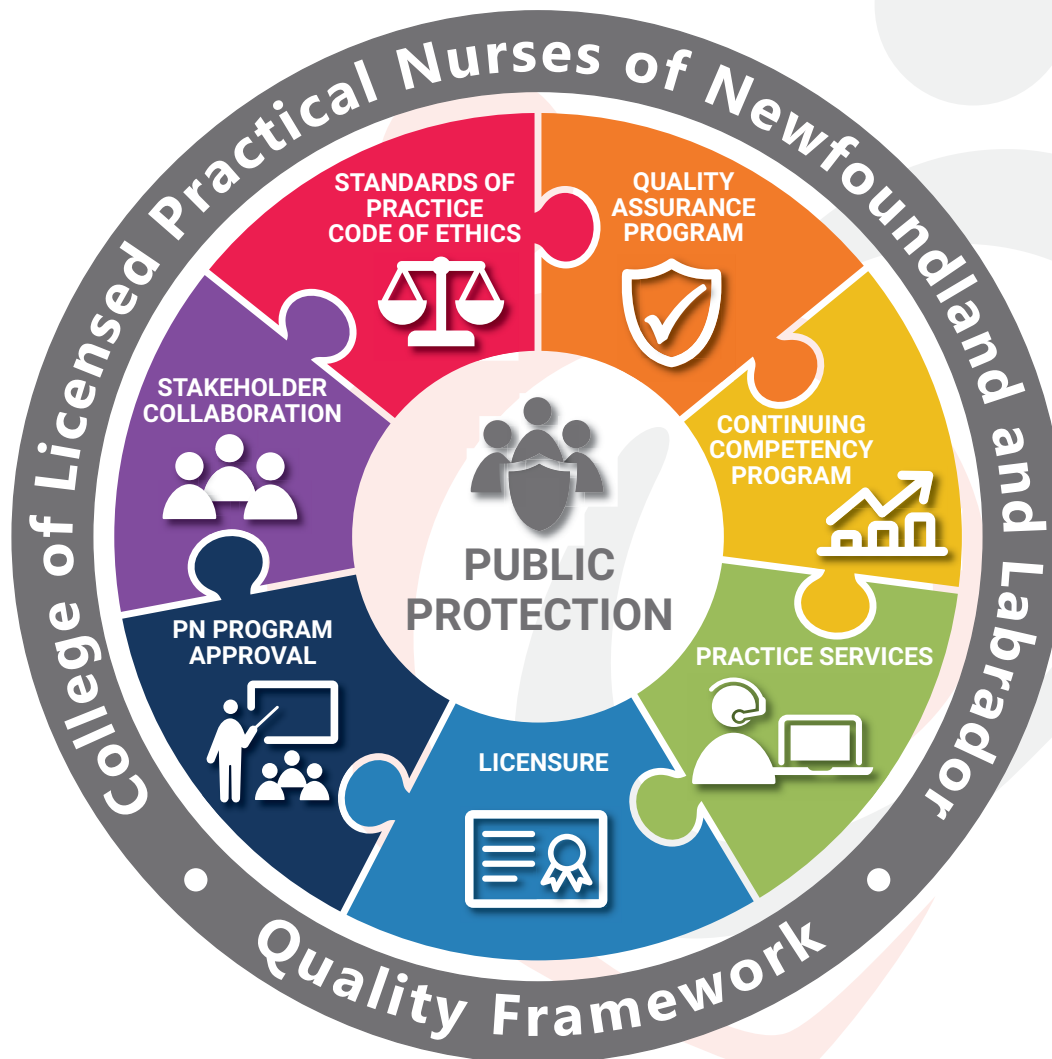 College of Licensed Practical Nurses of Newfoundland and Labrador
STANDARDS OF
PRACTICE
CODE OF ETHICS
QUALITY
ASSURANCE
PROGRAM
CONTINUING
COMPETENCY
PROGRAM
PRACTICE SERVICES
LICENSURE
PN PROGRAM
APPROVAL
STAKEHOLDER
COLLABORATION
PUBLIC
PROTECTION
• Quality Framework •